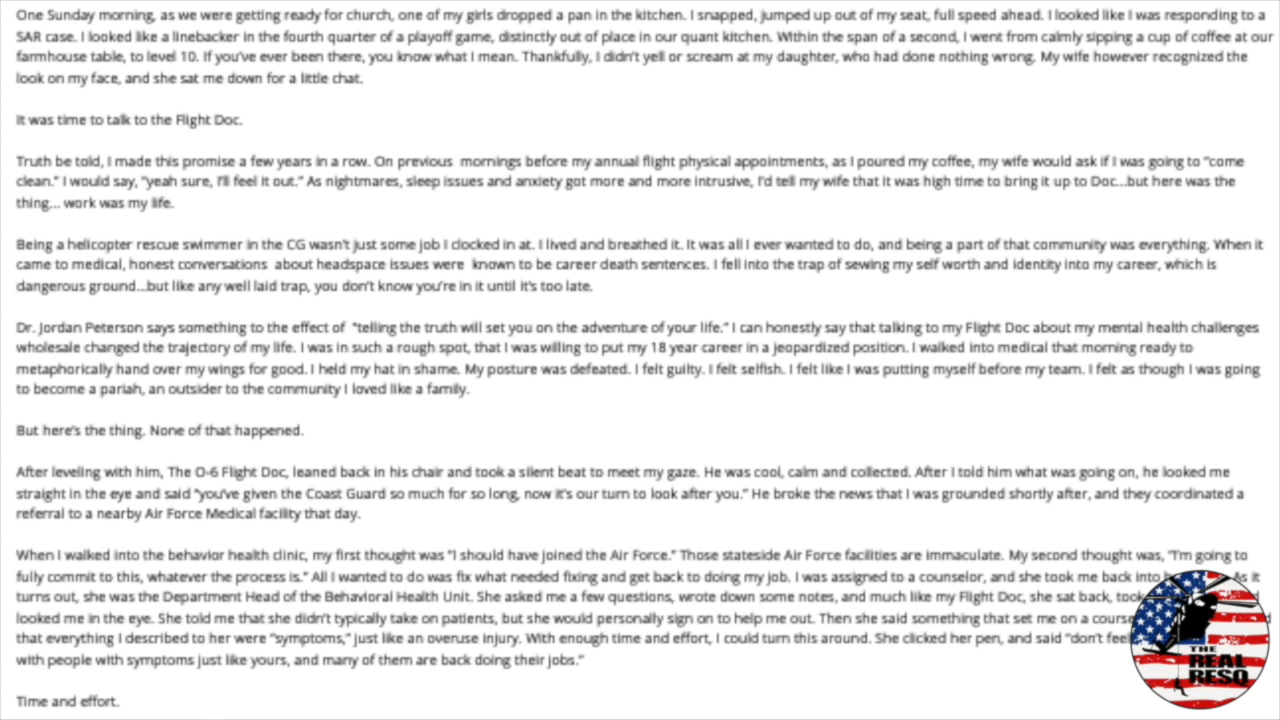 One Sunday morning, as we were getting ready for church, one of my girls dropped a pan in the kitchen. I snapped, jumped up out of my seat, full speed ahead. I looked like I was responding to a
SAR case. I looked like a linebacker in the fourth quarter of a playoff game, distinctly out of place in our quant kitchen. Within the span of a second, I went from calmly sipping a cup of coffee at our
farmhouse table, to level 10. If you've ever been there, you know what I mean. Thankfully, I didn't yell or scream at my daughter, who had done nothing wrong. My wife however recognized the
look on my face, and she sat me down for a little chat.
It was time to talk to the Flight Doc.
Truth be told, I made this promise a few years in a row. On previous mornings before my annual flight physical appointments, as I poured my coffee, my wife would ask if I was going to "come
clean." I would say, "yeah sure, I'll feel it out." As nightmares, sleep issues and anxiety got more and more intrusive, I'd tell my wife that it was high time to bring it up to Doc...but here was the
thing... work was my life.
Being a helicopter rescue swimmer in the CG wasn't just some job I clocked in at. I lived and breathed it. It was all I ever wanted to do, and being a part of that community was everything. When it
came to medical, honest conversations about headspace issues were known to be career death sentences. I fell into the trap of sewing my self worth and identity into my career, which is
dangerous ground...but like any well laid trap, you don't know you're in it until it's too late.
Dr. Jordan Peterson says something to the effect of "telling the truth will set you on the adventure of your life." I can honestly say that talking to my Flight Doc about my mental health challenges
wholesale changed the trajectory of my life. I was in such a rough spot, that I was willing to put my 18 year career in a jeopardized position. I walked into medical that morning ready to
metaphorically hand over my wings for good. I held my hat in shame. My posture was defeated. I felt guilty. I felt selfish. I felt like I was putting myself before my team. I felt as though I was going
to become a pariah, an outsider to the community I loved like a family.
But here's the thing. None of that happened.
After leveling with him, The O-6 Flight Doc, leaned back in his chair and took a silent beat to meet my gaze. He was cool, calm and collected. After I told him what was going on, he looked me
straight in the eye and said "you've given the Coast Guard so much for so long, now it's our turn to look after you." He broke the news that I was grounded shortly after, and they coordinated a
referral to a nearby Air Force Medical facility that day.
When I walked into the behavior health clinic, my first thought was "I should have joined the Air Force." Those stateside Air Force facilities are immaculate. My second thought was, "I'm going to
fully commit to this, whatever the process is." All I wanted to do was fix what needed fixing and get back to doing my job. I was assigned to a counselor, and she took me back into As it
turns out, she was the Department Head of the Behavioral Health Unit. She asked me a few questions, wrote down some notes, and much like my Flight Doc, she sat back, took
looked me in the eye. She told me that she didn't typically take on patients, but she would personally sign on to help me out. Then she said something that set me on a course
that everything I described to her were "symptoms," just like an overuse injury. With enough time and effort, I could turn this around. She clicked her pen, and said "don't feel
with people with symptoms just like yours, and many of them are back doing their jobs."
Time and effort.
THE
REAL
RESQ